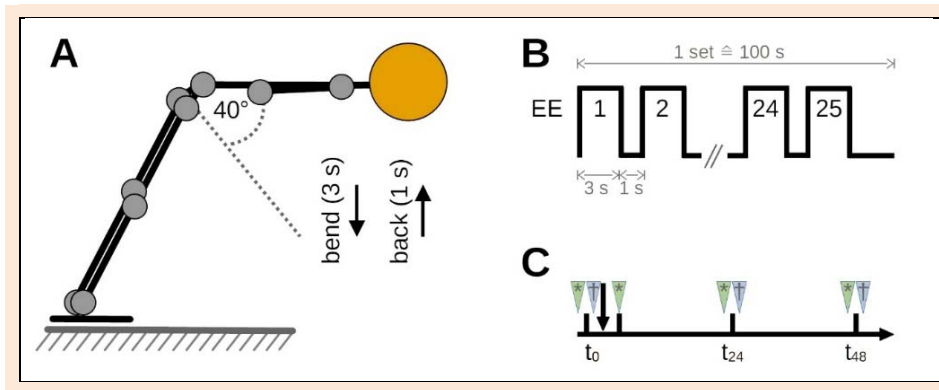 A
40°
bend (3 s)
back (1 s)
B
1 set ≙ 100 s
EE
1
2
24
25
3 s
1 s
C
* † *
* †
* †
t0
t24
t48